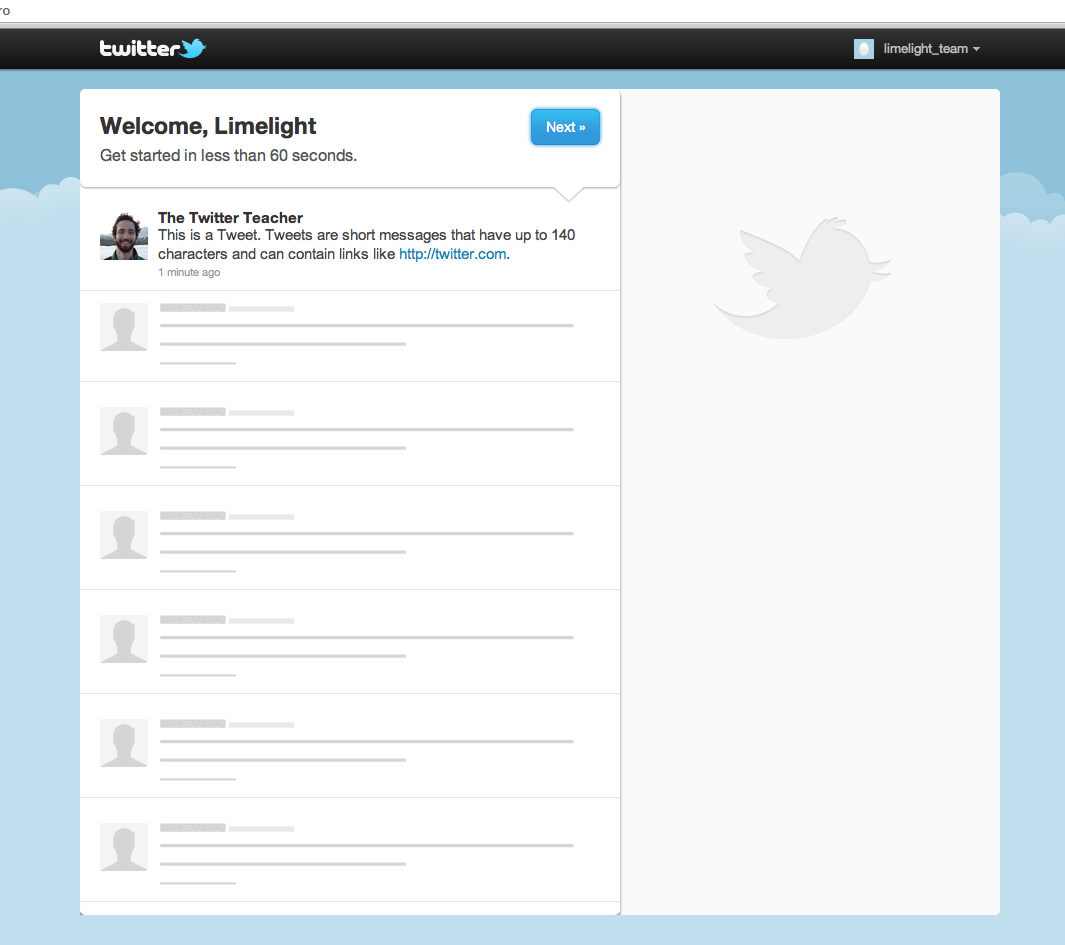 ro
twitter
limelight_team
Welcome, Limelight
Next »
Get started in less than 60 seconds.
The Twitter Teacher
This is a Tweet. Tweets are short messages that have up to 140
characters and can contain links like http://twitter.com.
1 minute ago